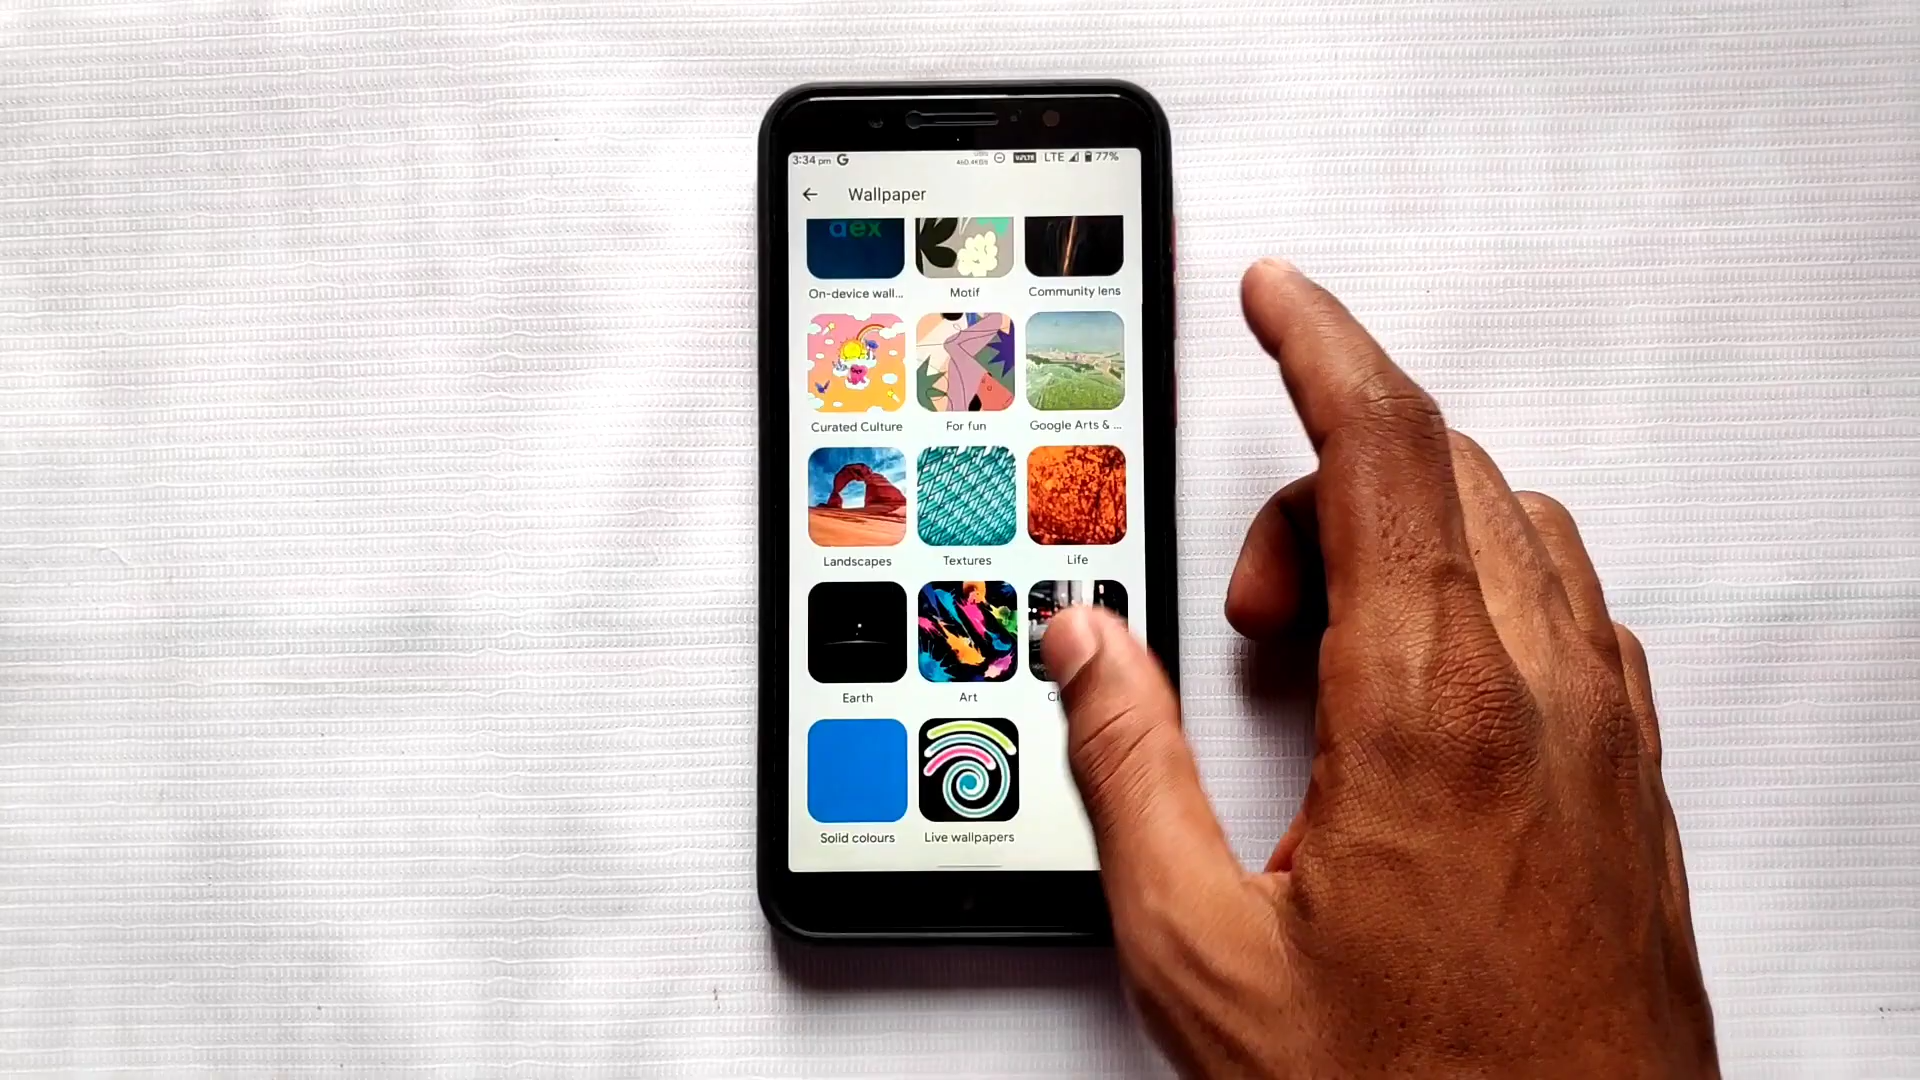 3:34 pm G LTE 77%
Wallpaper
dex
On-device wall... Motif Community lens
Curated Culture For fun Google Arts & ...
Landscapes Textures Life
Earth Art
Solid colours Live wallpapers